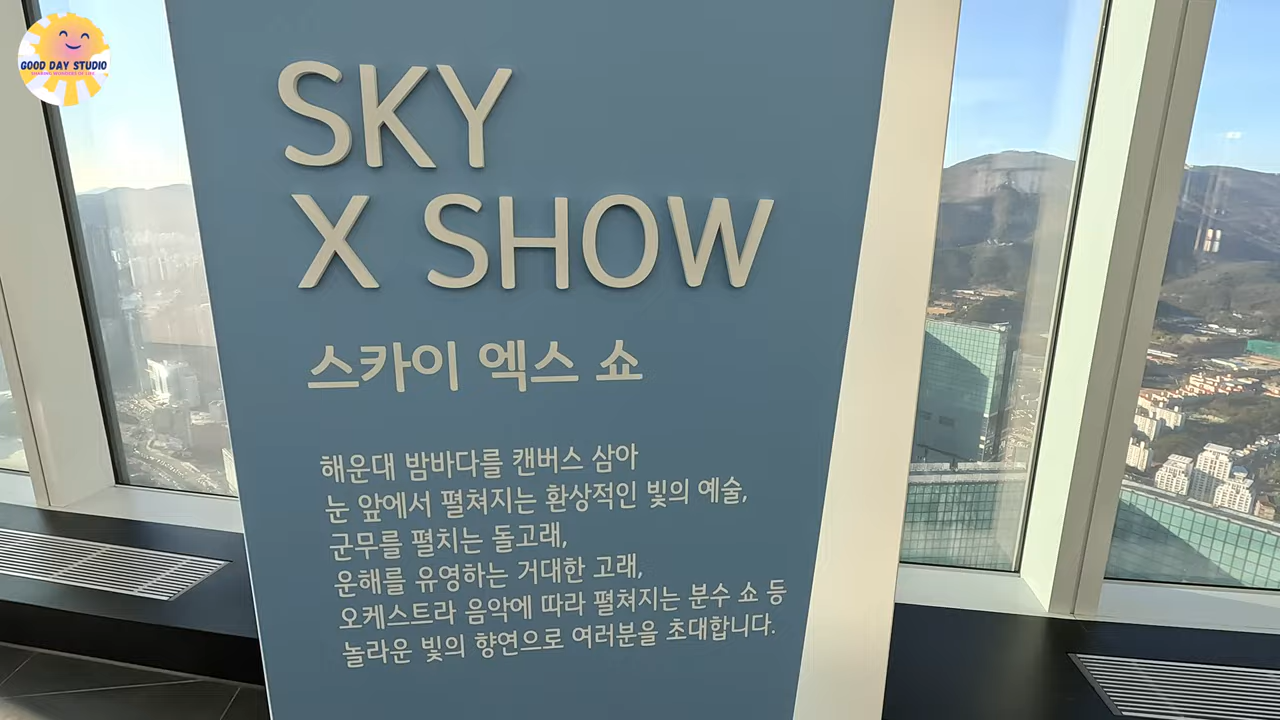 GOOD DAY STUDIO
SKY
X SHOW
스카이 엑스 쇼
해운대 밤바다를 캔버스 삼아
눈 앞에서 펼쳐지는 환상적인 빛의 예술,
군무를 펼치는 돌고래,
운해를 유영하는 거대한 고래,
오케스트라 음악에 따라 펼쳐지는 분수 쇼 등
놀라운 빛의 향연으로 여러분을 초대합니다.